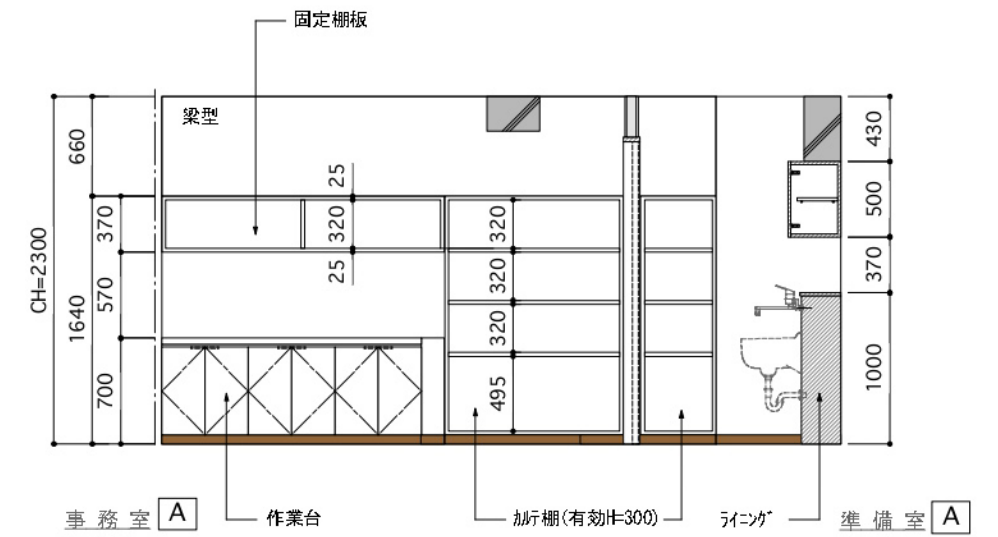 固定棚板
梁型
CH=2300
660
1640
370
570
700
25
320
25
320
320
320
495
430
500
370
1000
事務室 A
作業台
カルテ棚(有効H=300)
ライニング
準備室 A